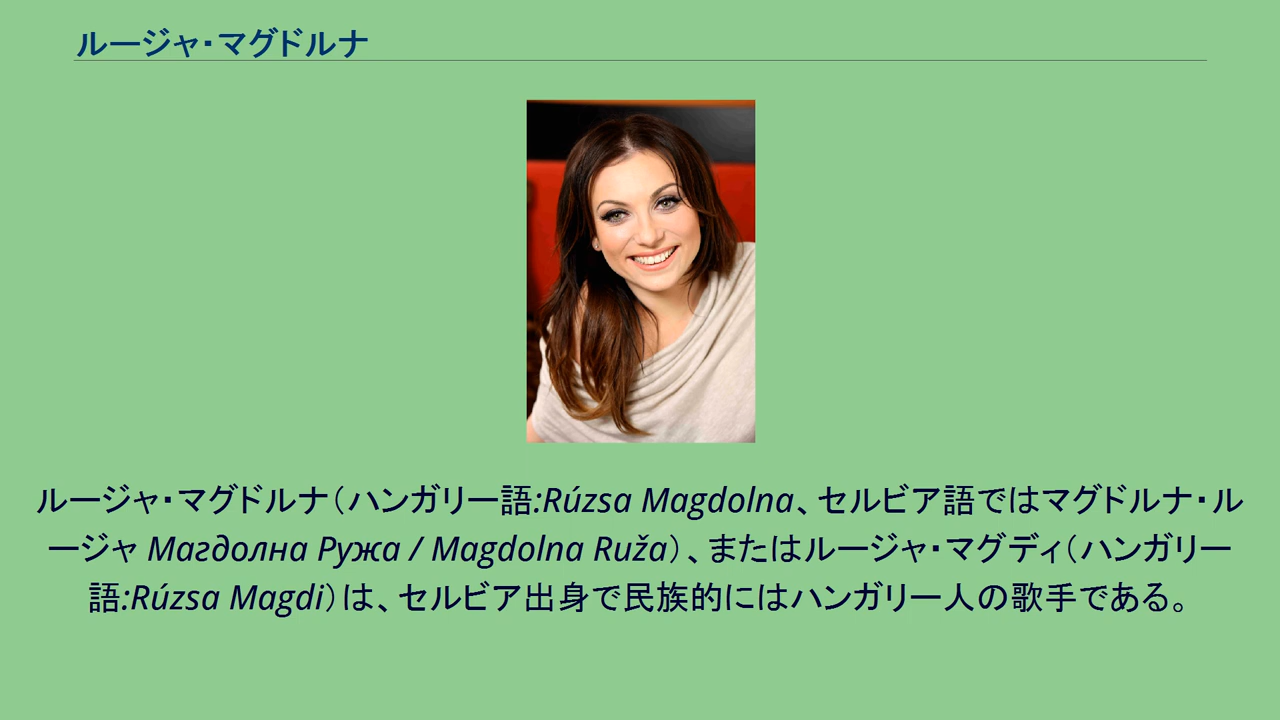 ルージャ・マグドルナ
ルージャ・マグドルナ（ハンガリー語:Rúzsa Magdolna、セルビア語ではマグドルナ・ル
ージャ Магдолна Ружа / Magdolna Ruža）、またはルージャ・マグディ（ハンガリー
語:Rúzsa Magdi）は、セルビア出身で民族的にはハンガリー人の歌手である。